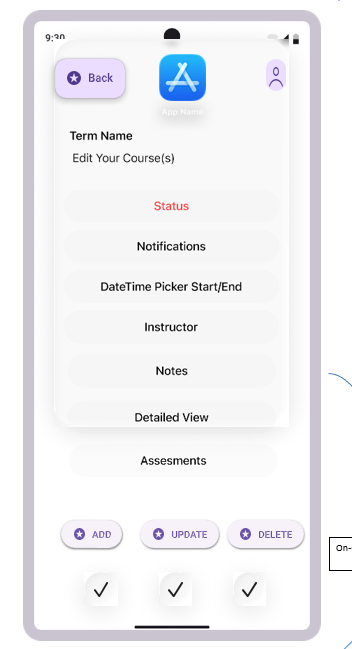 9:30
Back
App Name
Term Name
Edit Your Course(s)
Status
Notifications
DateTime Picker Start/End
Instructor
Notes
Detailed View
Assesments
ADD UPDATE DELETE
On-